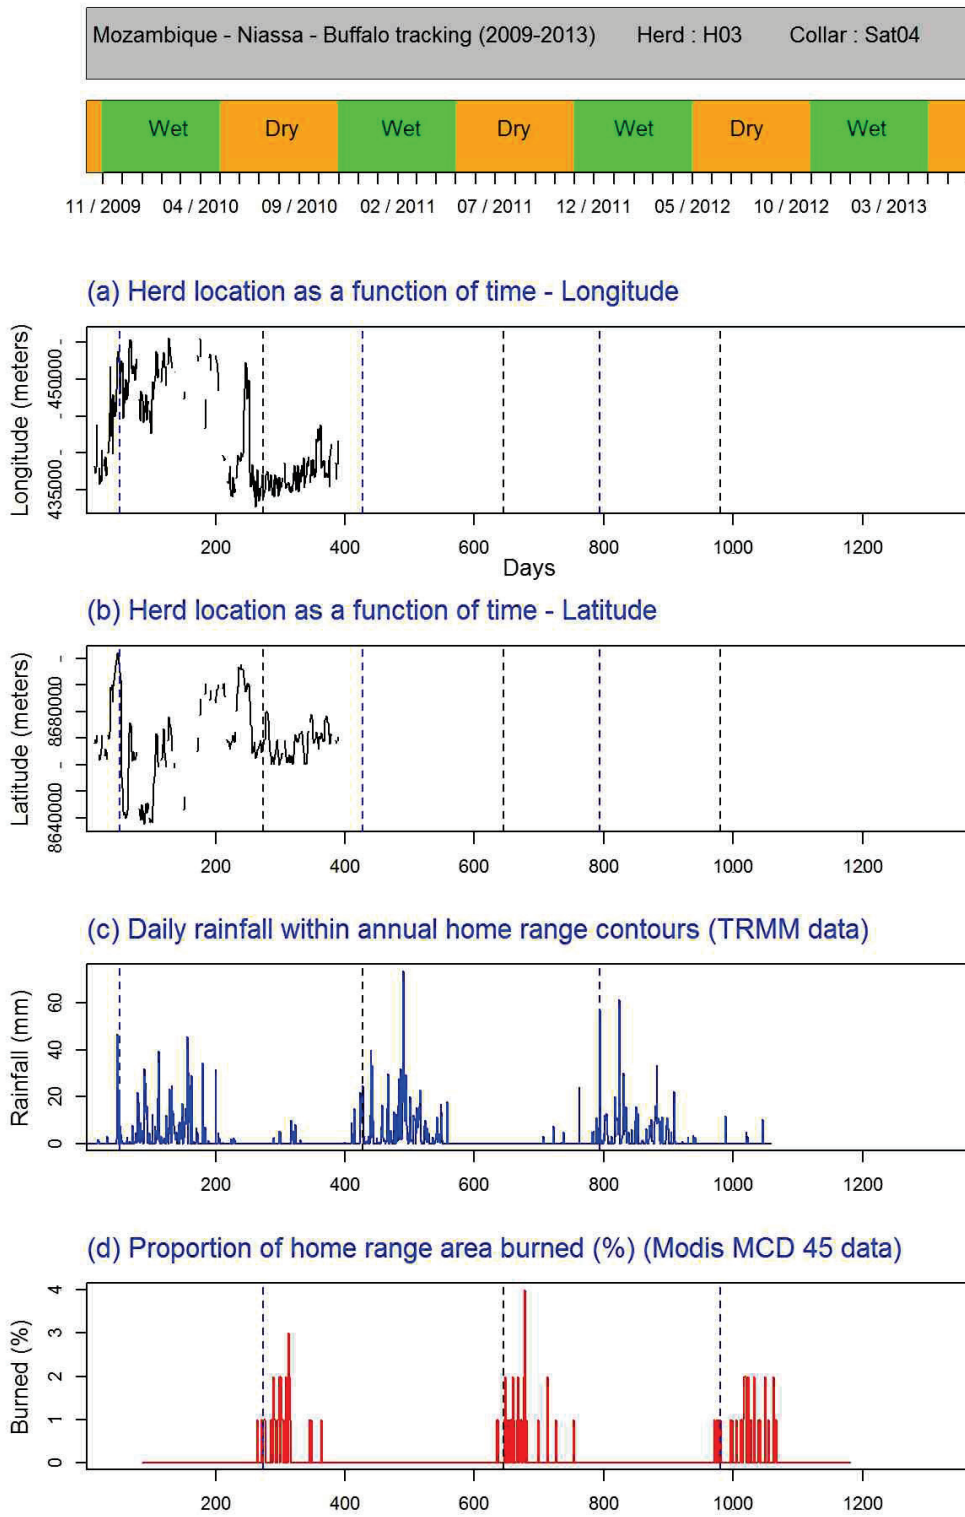 Mozambique - Niassa - Buffalo tracking (2009-2013) Herd : H03 Collar : Sat04
Wet Dry Wet Dry Wet Dry Wet
11 / 2009 04 / 2010 09 / 2010 02 / 2011 07 / 2011 12 / 2011 05 / 2012 10 / 2012 03 / 2013
(a) Herd location as a function of time - Longitude
Longitude (meters)
435000 450000
200 400 600 800 1000 1200
Days
(b) Herd location as a function of time - Latitude
Latitude (meters)
8640000 8680000
200 400 600 800 1000 1200
(c) Daily rainfall within annual home range contours (TRMM data)
Rainfall (mm)
0 20 40 60
200 400 600 800 1000 1200
(d) Proportion of home range area burned (%) (Modis MCD 45 data)
Burned (%)
0 1 2 3 4
200 400 600 800 1000 1200